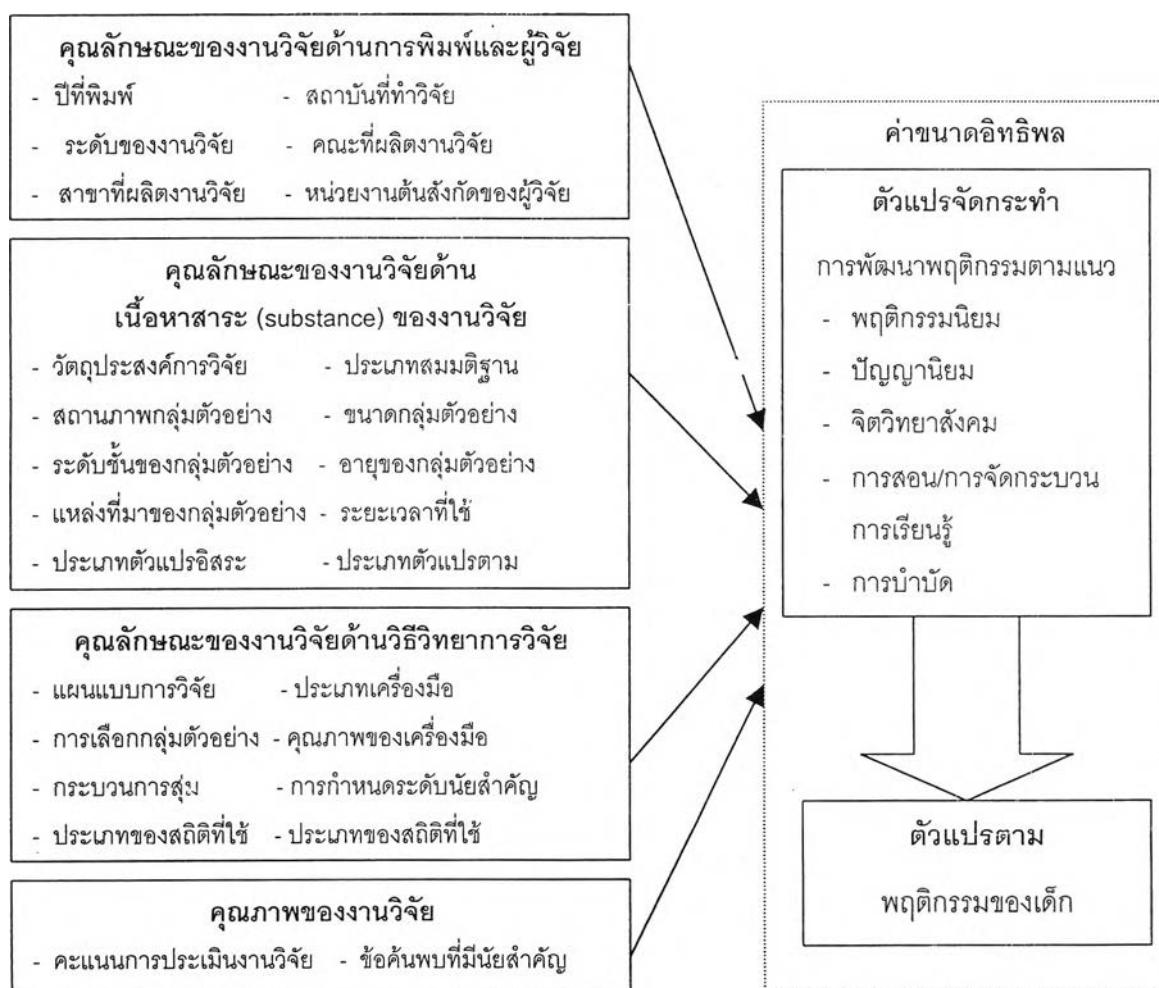 คุณลักษณะของงานวิจัยด้านการพิมพ์และผู้วิจัย
- ปีที่พิมพ์ - สถาบันที่ทำวิจัย
- ระดับของงานวิจัย - คณะที่ผลิตงานวิจัย
- สาขาที่ผลิตงานวิจัย - หน่วยงานต้นสังกัดของผู้วิจัย
คุณลักษณะของงานวิจัยด้าน
เนื้อหาสาระ (substance) ของงานวิจัย
- วัตถุประสงค์การวิจัย - ประเภทสมมติฐาน
- สถานภาพกลุ่มตัวอย่าง - ขนาดกลุ่มตัวอย่าง
- ระดับชั้นของกลุ่มตัวอย่าง - อายุของกลุ่มตัวอย่าง
- แหล่งที่มาของกลุ่มตัวอย่าง - ระยะเวลาที่ใช้
- ประเภทตัวแปรอิสระ - ประเภทตัวแปรตาม
คุณลักษณะของงานวิจัยด้านวิธีวิทยาการวิจัย
- แผนแบบการวิจัย - ประเภทเครื่องมือ
- การเลือกกลุ่มตัวอย่าง - คุณภาพของเครื่องมือ
- กระบวนการสุ่ม - การกำหนดระดับนัยสำคัญ
- ประเภทของสถิติที่ใช้ - ประเภทของสถิติที่ใช้
คุณภาพของงานวิจัย
- คะแนนการประเมินงานวิจัย - ข้อค้นพบที่มีนัยสำคัญ
ค่าขนาดอิทธิพล
ตัวแปรจัดกระทำ
การพัฒนาพฤติกรรมตามแนว
- พฤติกรรมนิยม
- ปัญญานิยม
- จิตวิทยาสังคม
- การสอน/การจัดกระบวน
การเรียนรู้
- การบำบัด
ตัวแปรตาม
พฤติกรรมของเด็ก